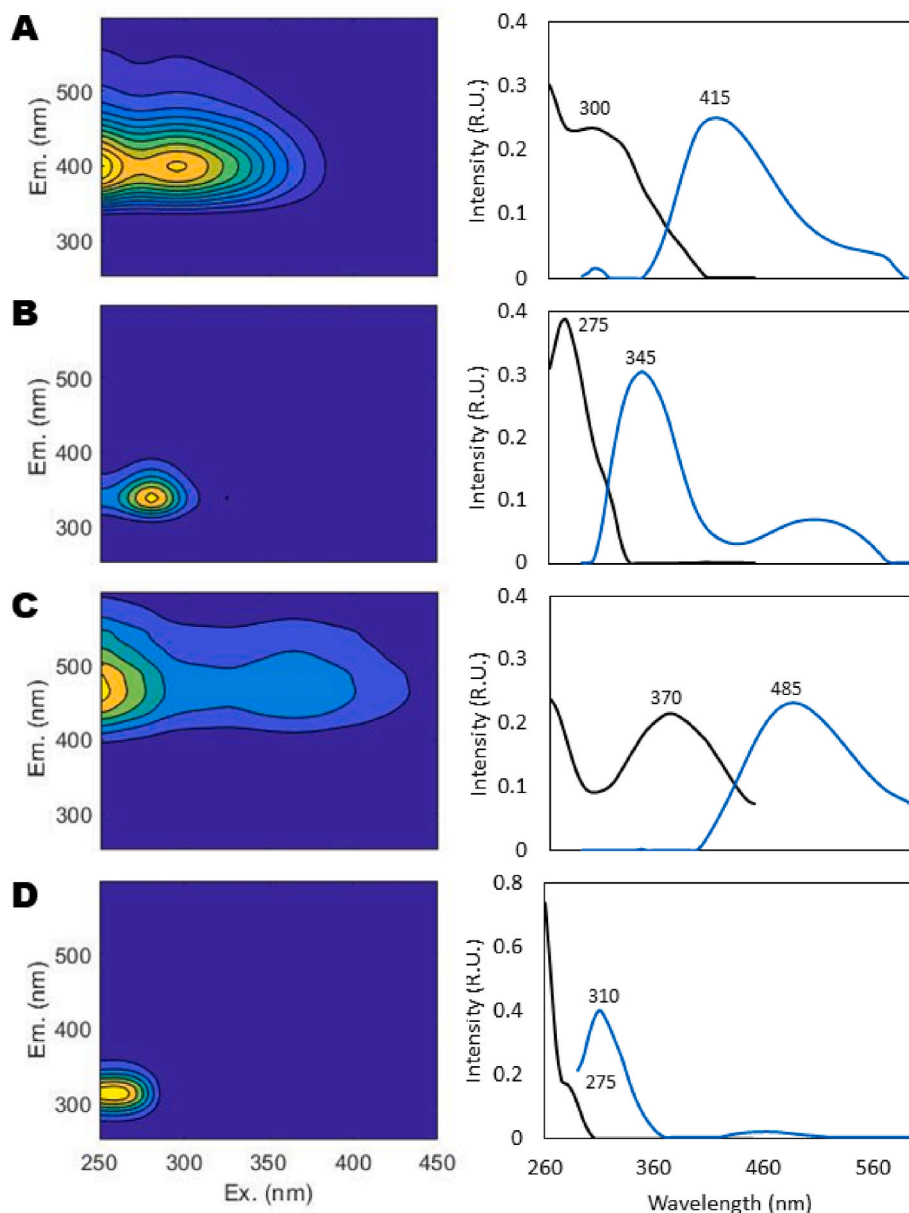 A
500
400
300
Em. (nm)
0.4
0.3
0.2
0.1
0
Intensity (R.U.)
300
415
B
500
400
300
Em. (nm)
0.4
0.3
0.2
0.1
0
Intensity (R.U.)
275
345
C
500
400
300
Em. (nm)
0.4
0.3
0.2
0.1
0
Intensity (R.U.)
370
485
D
500
400
300
Em. (nm)
250 300 350 400 450
Ex. (nm)
0.8
0.6
0.4
0.2
0
Intensity (R.U.)
310
275
260 360 460 560
Wavelength (nm)